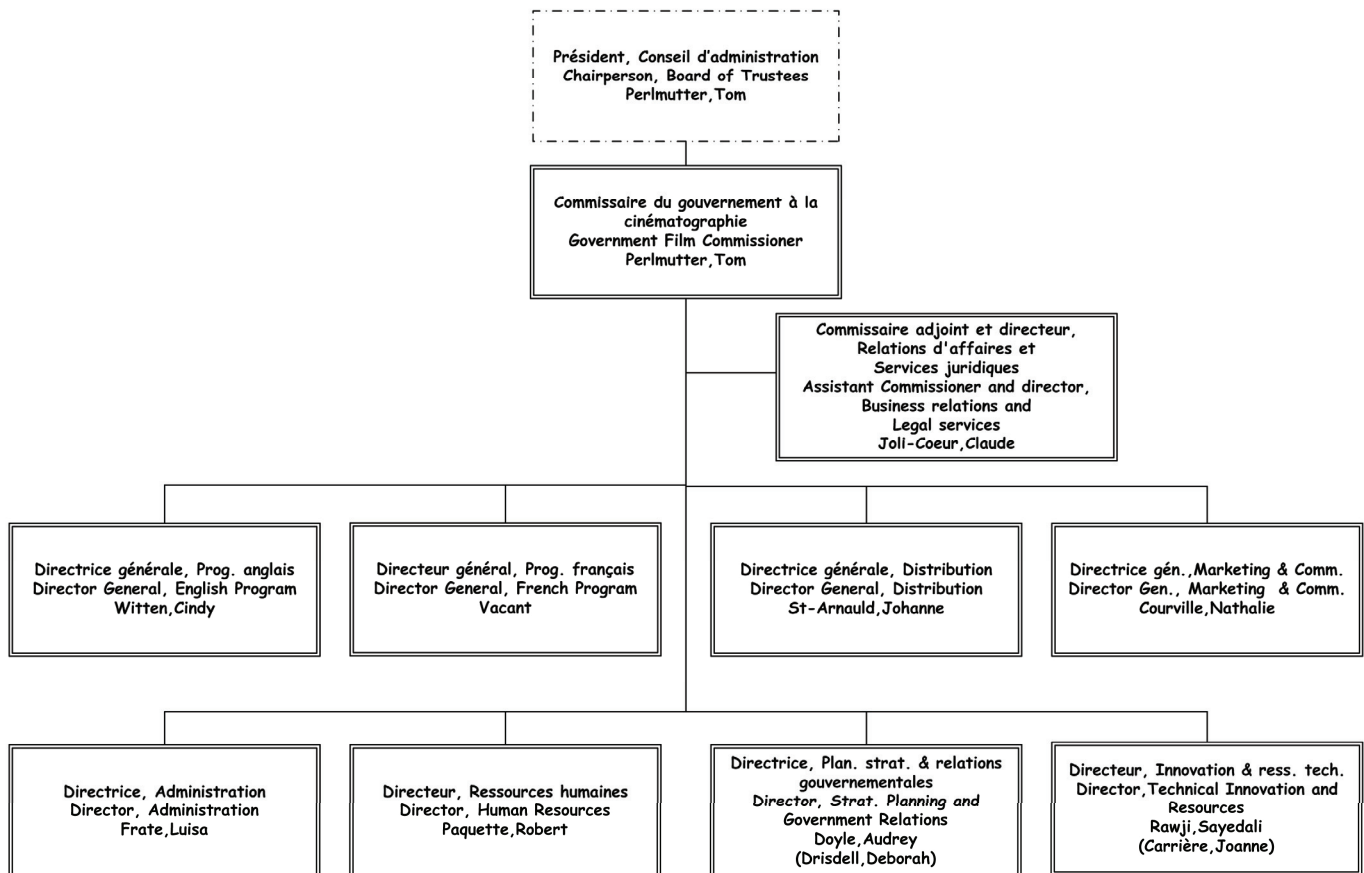 Président, Conseil d'administration
Chairperson, Board of Trustees
Perlmutter,Tom
Commissaire du gouvernement à la
cinématographie
Government Film Commissioner
Perlmutter,Tom
Commissaire adjoint et directeur,
Relations d'affaires et
Services juridiques
Assistant Commissioner and director,
Business relations and
Legal services
Joli-Coeur,Claude
Directrice générale, Prog. anglais
Director General, English Program
Witten,Cindy
Directeur général, Prog. français
Director General, French Program
Vacant
Directrice générale, Distribution
Director General, Distribution
St-Arnauld,Johanne
Directrice gén.,Marketing & Comm.
Director Gen., Marketing & Comm.
Courville,Nathalie
Directrice, Administration
Director, Administration
Frate,Luisa
Directeur, Ressources humaines
Director, Human Resources
Paquette,Robert
Directrice, Plan. strat. & relations
gouvernementales
Director, Strat. Planning and
Government Relations
Doyle,Audrey
(Drisdell,Deborah)
Directeur, Innovation & ress. tech.
Director,Technical Innovation and
Resources
Rawji,Sayedali
(Carrière,Joanne)